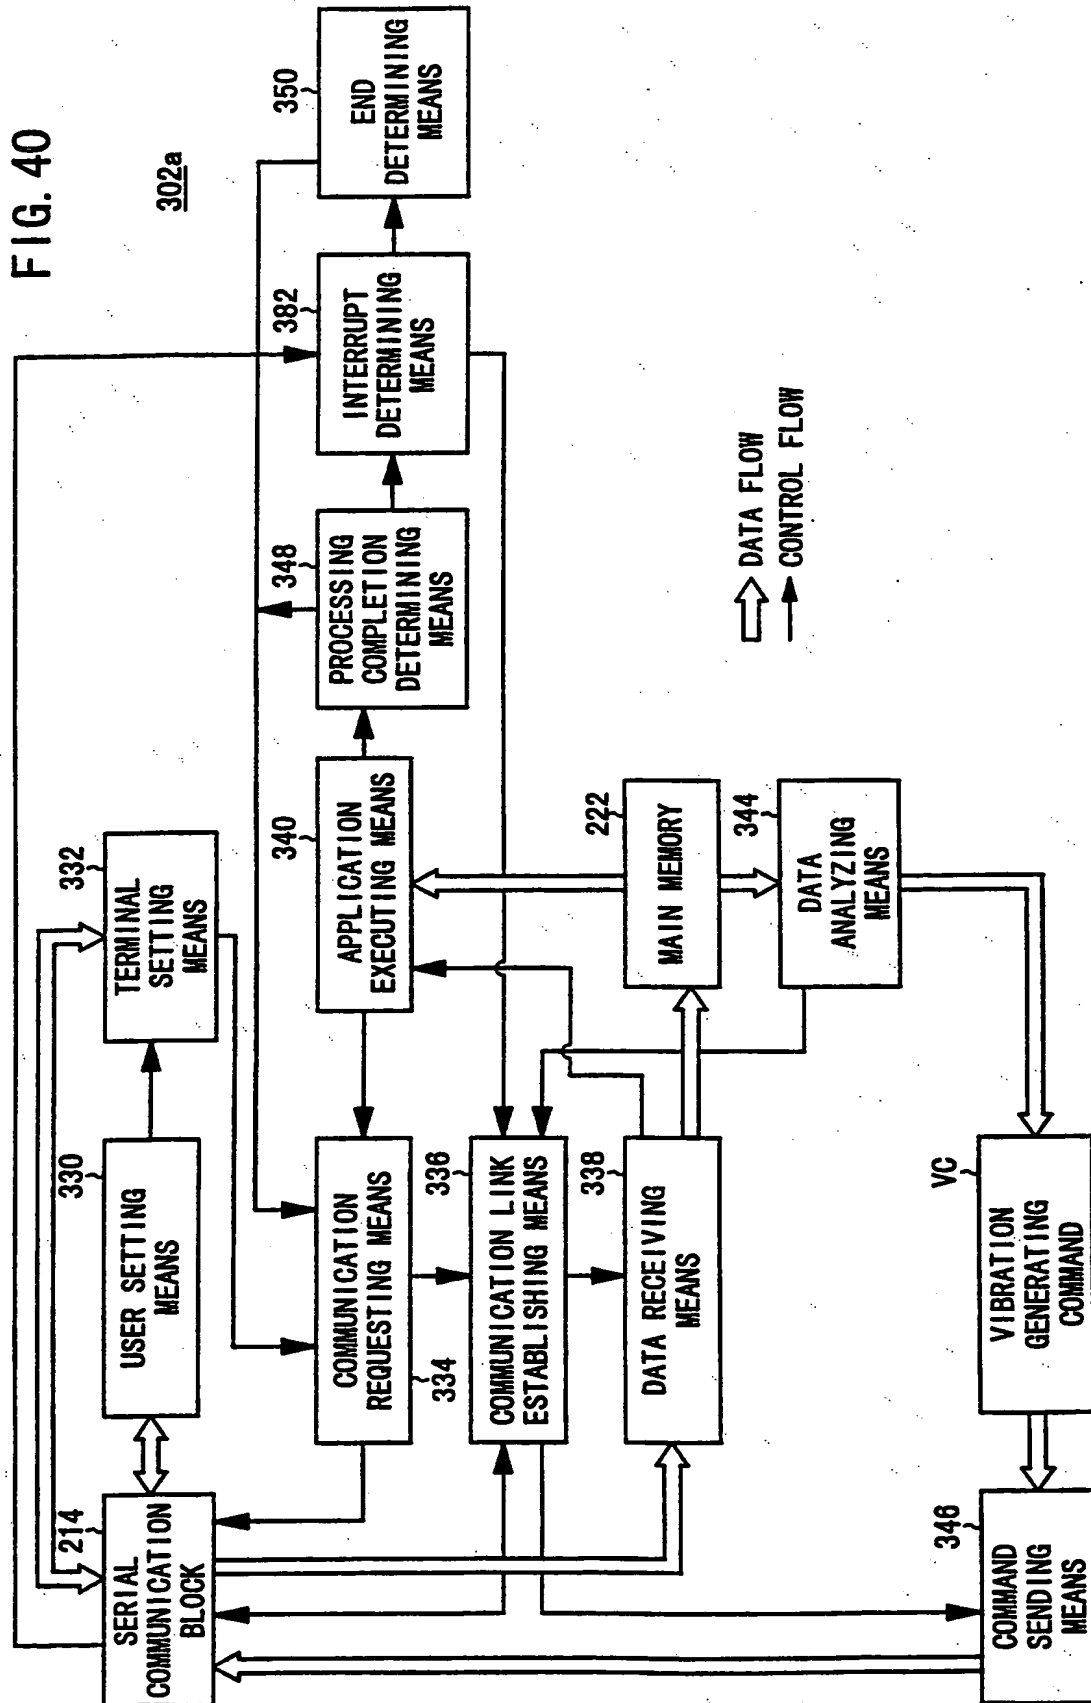 FIG. 40
302a
214
SERIAL
COMMUNICATION
BLOCK
330
USER SETTING
MEANS
332
TERMINAL
SETTING
MEANS
COMMUNICATION
REQUESTING MEANS
334
340
APPLICATION
EXECUTING MEANS
348
PROCESSING
COMPLETION
DETERMINING
MEANS
382
INTERRUPT
DETERMINING
MEANS
350
END
DETERMINING
MEANS
336
COMMUNICATION LINK
ESTABLISHING MEANS
338
DATA RECEIVING
MEANS
222
MAIN MEMORY
344
DATA
ANALYZING
MEANS
DATA FLOW
CONTROL FLOW
346
COMMAND
SENDING
MEANS
VC
VIBRATION
GENERATING
COMMAND